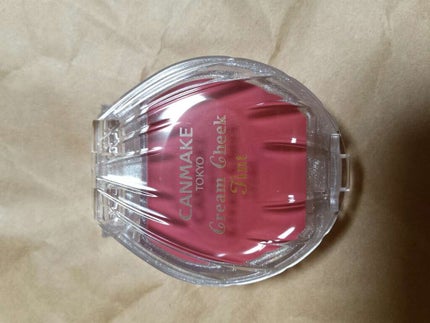 CANMAKE
TOKYO
Cream Cheek
Tint